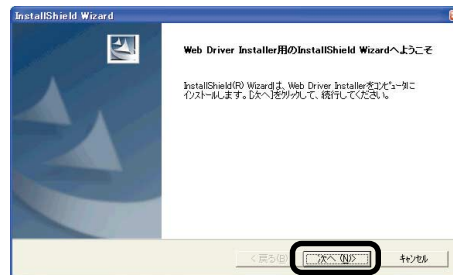 InstallShield Wizard
Web Driver Installer用のInstallShield Wizardへようこそ
InstallShield(R) Wizardは、Web Driver Installerをｺﾝﾋﾟｭｰﾀに
ｲﾝｽﾄｰﾙします。[次へ]をｸﾘｯｸして、続行してください。
< 戻る(B)
次へ(N) >
ｷｬﾝｾﾙ